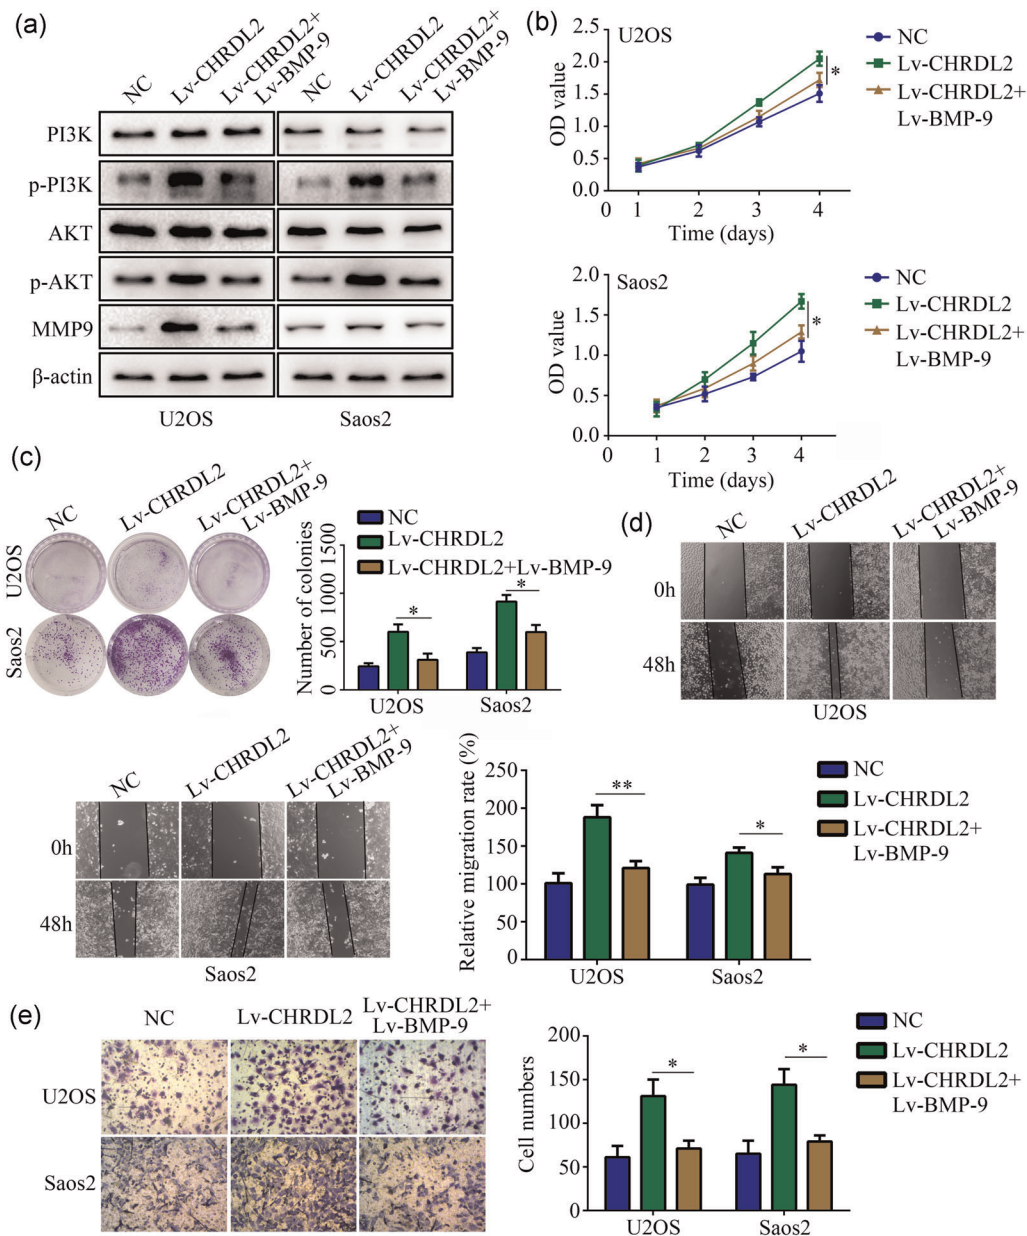 (a)
NC
Lv-CHRDL2
Lv-CHRDL2+
Lv-BMP-9
NC
Lv-CHRDL2
Lv-CHRDL2+
Lv-BMP-9
PI3K
p-PI3K
AKT
p-AKT
MMP9
β-actin
U2OS
Saos2
(b)
U2OS
2.5
2.0
1.5
1.0
0.5
0.0
OD value
0 1 2 3 4
Time (days)
NC
Lv-CHRDL2
Lv-CHRDL2+
Lv-BMP-9
*
Saos2
2.0
1.5
1.0
0.5
0.0
OD value
0 1 2 3 4
Time (days)
NC
Lv-CHRDL2
Lv-CHRDL2+
Lv-BMP-9
*
(c)
NC
Lv-CHRDL2
Lv-CHRDL2+
Lv-BMP-9
U2OS
Saos2
Number of colonies
1500
1000
500
0
NC
Lv-CHRDL2
Lv-CHRDL2+Lv-BMP-9
*
*
U2OS
Saos2
(d)
NC
Lv-CHRDL2
Lv-CHRDL2+
Lv-BMP-9
0h
48h
U2OS
NC
Lv-CHRDL2
Lv-CHRDL2+
Lv-BMP-9
0h
48h
Saos2
Relative migration rate (%)
250
200
150
100
50
0
**
*
U2OS
Saos2
NC
Lv-CHRDL2
Lv-CHRDL2+
Lv-BMP-9
(e)
NC
Lv-CHRDL2
Lv-CHRDL2+
Lv-BMP-9
U2OS
Saos2
Cell numbers
200
150
100
50
0
*
*
U2OS
Saos2
NC
Lv-CHRDL2
Lv-CHRDL2+
Lv-BMP-9